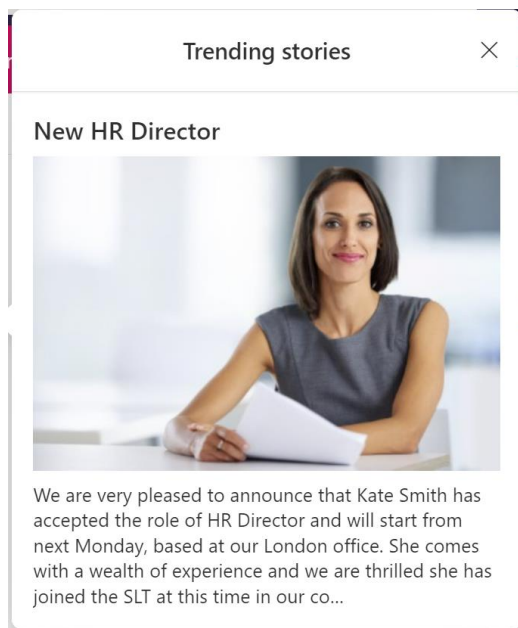 Trending stories
New HR Director
We are very pleased to announce that Kate Smith has
accepted the role of HR Director and will start from
next Monday, based at our London office. She comes
with a wealth of experience and we are thrilled she has
joined the SLT at this time in our co...